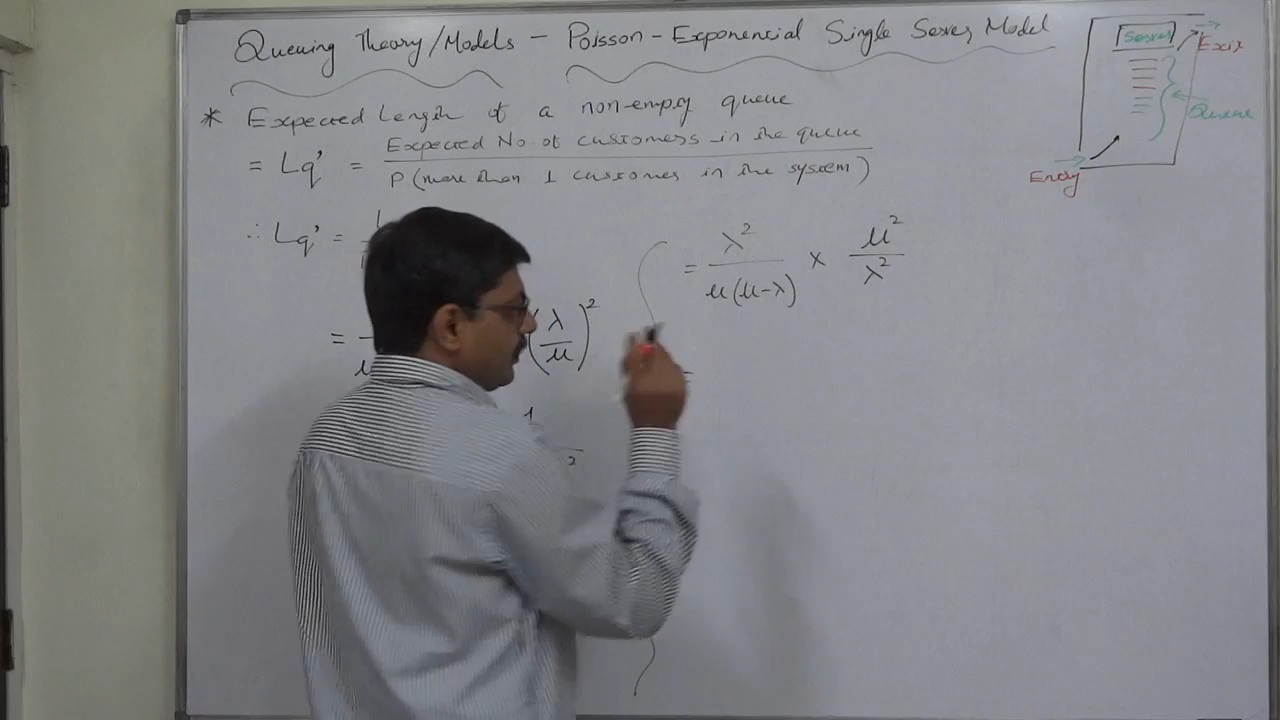 Queuing Theory/Models - Poisson-Exponential Single Server Model
Server
Exit
Queue
Entry
* Expected Length of a non-empty queue
= Lq' = Expected No of customers in the queue
P (more than 1 customer in the system)
∴ Lq' =
= (λ/μ)²
= λ²/μ(μ-λ) × μ²/λ²